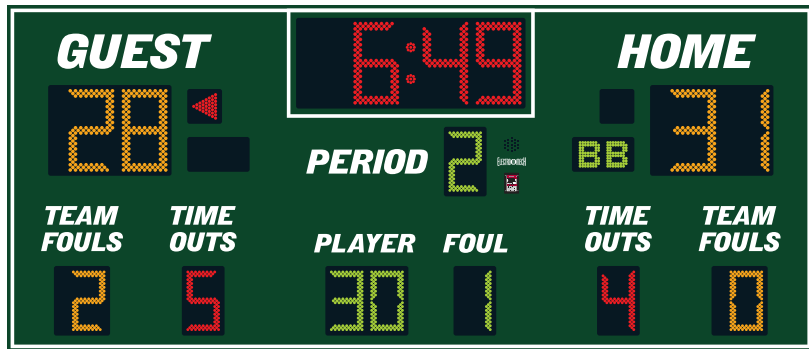 6:49
GUEST
HOME
28
31
BB
PERIOD 2
TEAM FOULS
TIME OUTS
PLAYER
FOUL
TIME OUTS
TEAM FOULS
2
5
30
1
4
0